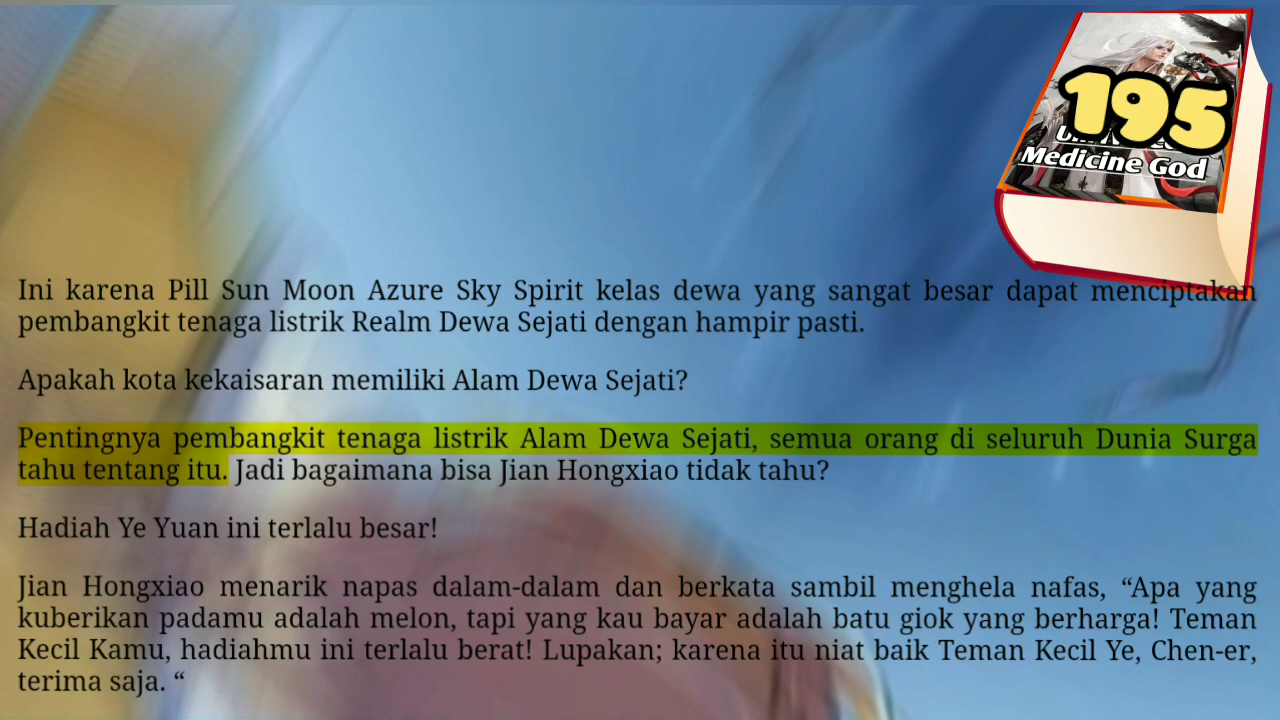 195
Medicine God
Ini karena Pill Sun Moon Azure Sky Spirit kelas dewa yang sangat besar dapat menciptakan
pembangkit tenaga listrik Realm Dewa Sejati dengan hampir pasti.
Apakah kota kekaisaran memiliki Alam Dewa Sejati?
Pentingnya pembangkit tenaga listrik Alam Dewa Sejati, semua orang di seluruh Dunia Surga
tahu tentang itu. Jadi bagaimana bisa Jian Hongxiao tidak tahu?
Hadiah Ye Yuan ini terlalu besar!
Jian Hongxiao menarik napas dalam-dalam dan berkata sambil menghela nafas, “Apa yang
kuberikan padamu adalah melon, tapi yang kau bayar adalah batu giok yang berharga! Teman
Kecil Kamu, hadiahmu ini terlalu berat! Lupakan; karena itu niat baik Teman Kecil Ye, Chen-er,
terima saja. “